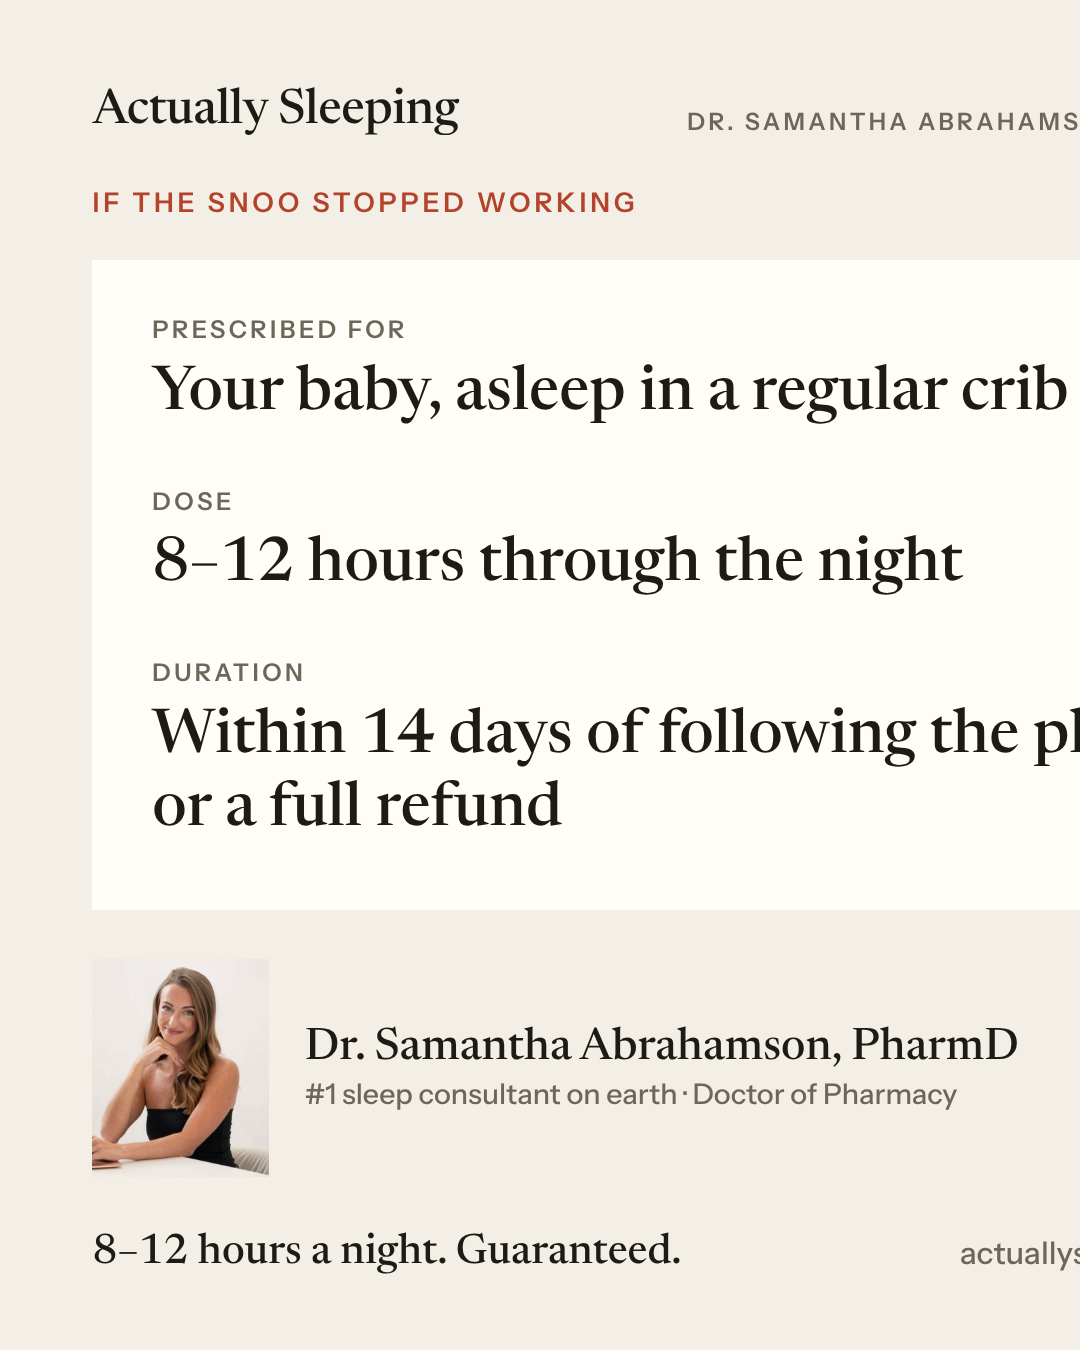 Actually Sleeping
DR. SAMANTHA ABRAHAMS
IF THE SNOO STOPPED WORKING
PRESCRIBED FOR
Your baby, asleep in a regular crib
DOSE
8–12 hours through the night
DURATION
Within 14 days of following the pl
or a full refund
Dr. Samantha Abrahamson, PharmD
#1 sleep consultant on earth · Doctor of Pharmacy
8–12 hours a night. Guaranteed.
actuallys